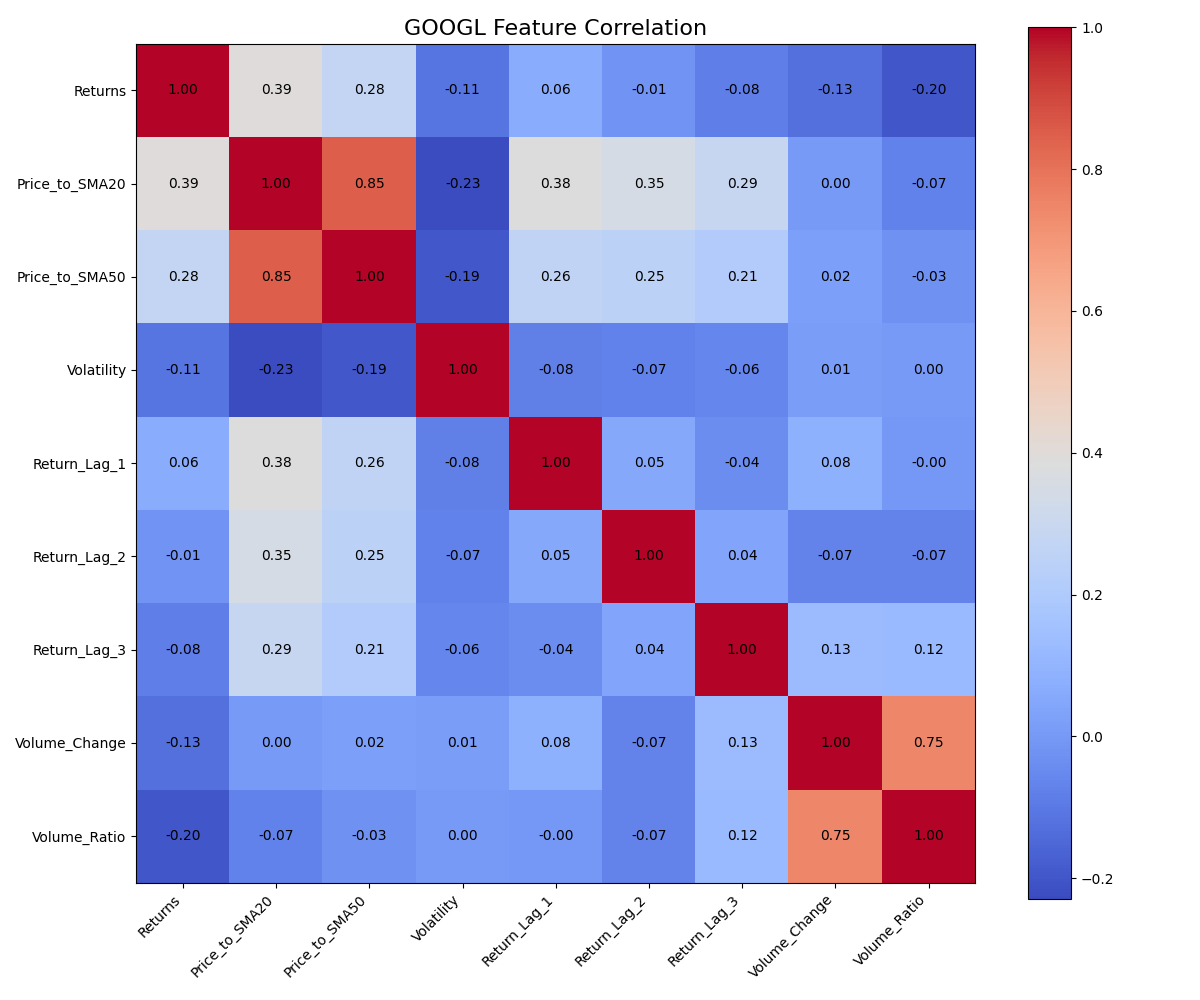 GOOGL Feature Correlation
Returns 1.00 0.39 0.28 -0.11 0.06 -0.01 -0.08 -0.13 -0.20
Price_to_SMA20 0.39 1.00 0.85 -0.23 0.38 0.35 0.29 0.00 -0.07
Price_to_SMA50 0.28 0.85 1.00 -0.19 0.26 0.25 0.21 0.02 -0.03
Volatility -0.11 -0.23 -0.19 1.00 -0.08 -0.07 -0.06 0.01 0.00
Return_Lag_1 0.06 0.38 0.26 -0.08 1.00 0.05 -0.04 0.08 -0.00
Return_Lag_2 -0.01 0.35 0.25 -0.07 0.05 1.00 0.04 -0.07 -0.07
Return_Lag_3 -0.08 0.29 0.21 -0.06 -0.04 0.04 1.00 0.13 0.12
Volume_Change -0.13 0.00 0.02 0.01 0.08 -0.07 0.13 1.00 0.75
Volume_Ratio -0.20 -0.07 -0.03 0.00 -0.00 -0.07 0.12 0.75 1.00
Returns Price_to_SMA20 Price_to_SMA50 Volatility Return_Lag_1 Return_Lag_2 Return_Lag_3 Volume_Change Volume_Ratio
1.0
0.8
0.6
0.4
0.2
0.0
−0.2